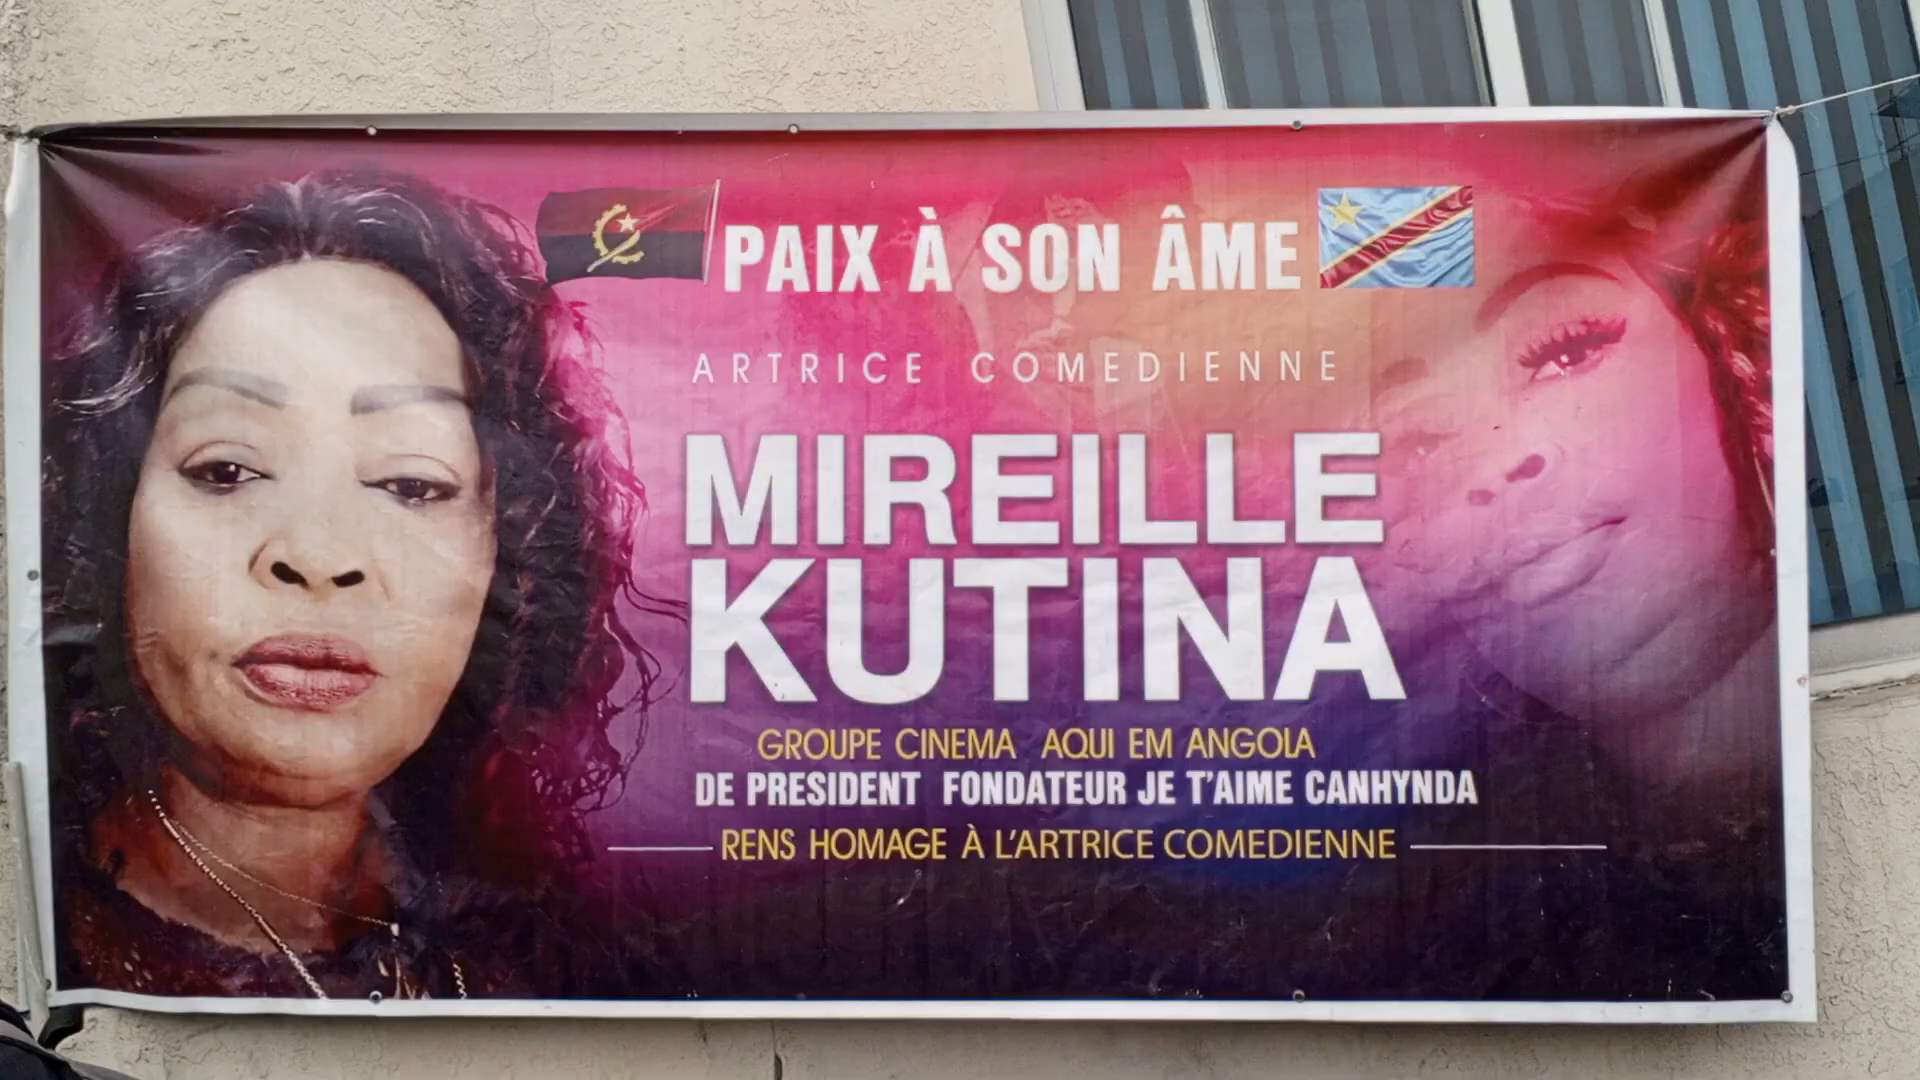 PAIX À SON ÂME
ARTRICE COMEDIENNE
MIREILLE
KUTINA
GROUPE CINEMA AQUI EM ANGOLA
DE PRESIDENT FONDATEUR JE T'AIME CANHYNDA
RENS HOMAGE À L'ARTRICE COMEDIENNE